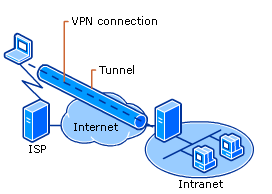 VPN connection
Tunnel
Internet
ISP
Intranet